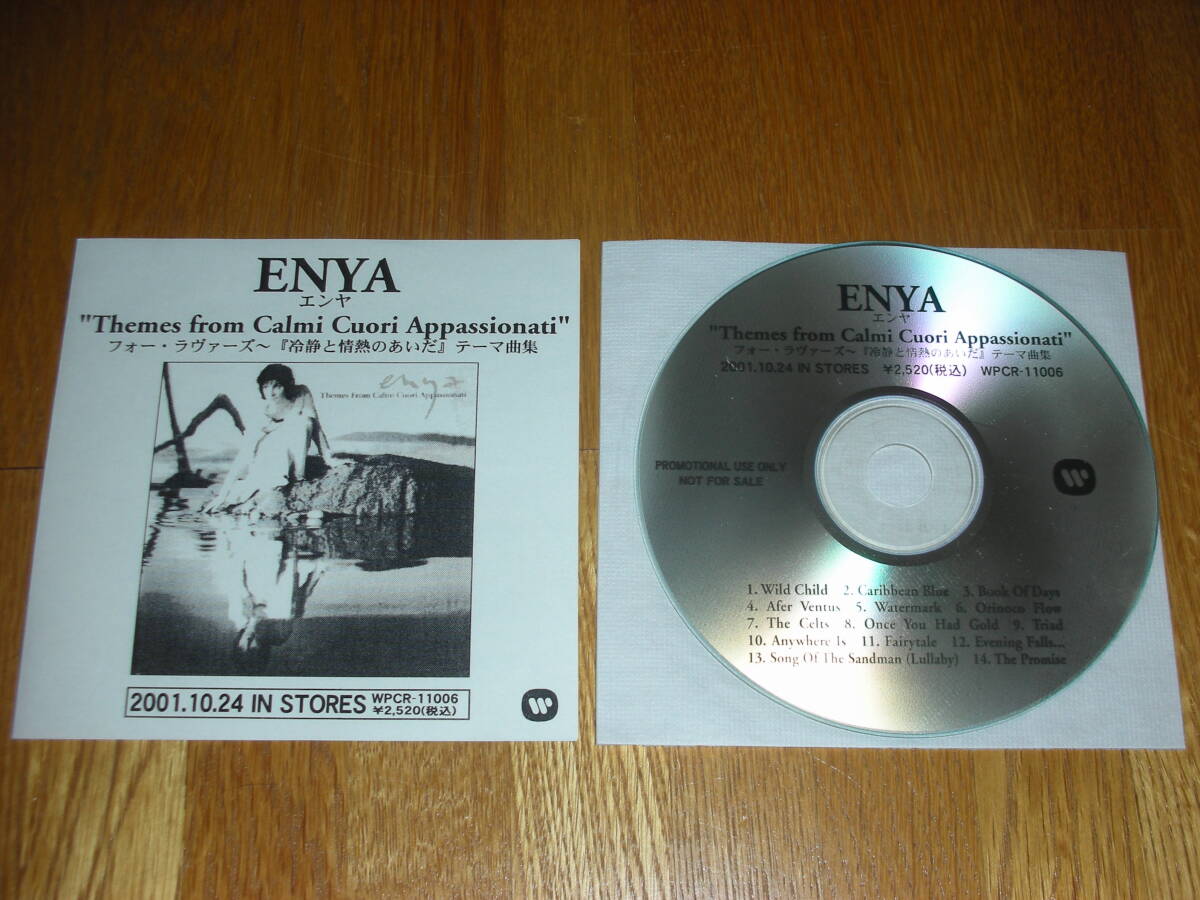 ENYA
エンヤ
"Themes from Calmi Cuori Appassionati"
フォー・ラヴァーズ～『冷静と情熱のあいだ』テーマ曲集
enya
Themes From Calmi Cuori Appassionati
2001.10.24 IN STORES
WPCR-11006
¥2,520(税込)
ENYA
エンヤ
"Themes from Calmi Cuori Appassionati"
フォー・ラヴァーズ～『冷静と情熱のあいだ』テーマ曲集
2001.10.24 IN STORES ¥2,520(税込) WPCR-11006
PROMOTIONAL USE ONLY
NOT FOR SALE
1. Wild Child 2. Caribbean Blue 3. Book Of Days
4. Afer Ventus 5. Watermark 6. Orinoco Flow
7. The Celts 8. Once You Had Gold 9. Triad
10. Anywhere Is 11. Fairytale 12. Evening Falls...
13. Song Of The Sandman (Lullaby) 14. The Promise